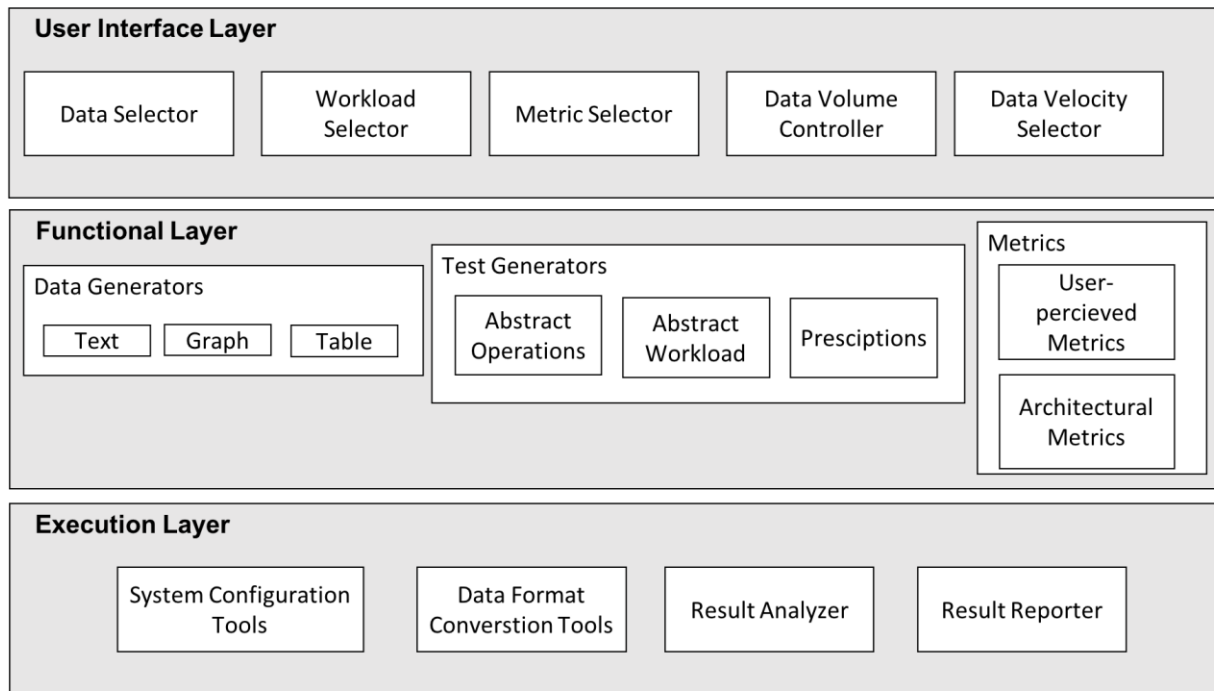 User Interface Layer
Data Selector
Workload
Selector
Metric Selector
Data Volume
Controller
Data Velocity
Selector
Functional Layer
Data Generators
Text
Graph
Table
Test Generators
Abstract
Operations
Abstract
Workload
Presciptions
Metrics
User-
percieved
Metrics
Architectural
Metrics
Execution Layer
System Configuration
Tools
Data Format
Converstion Tools
Result Analyzer
Result Reporter